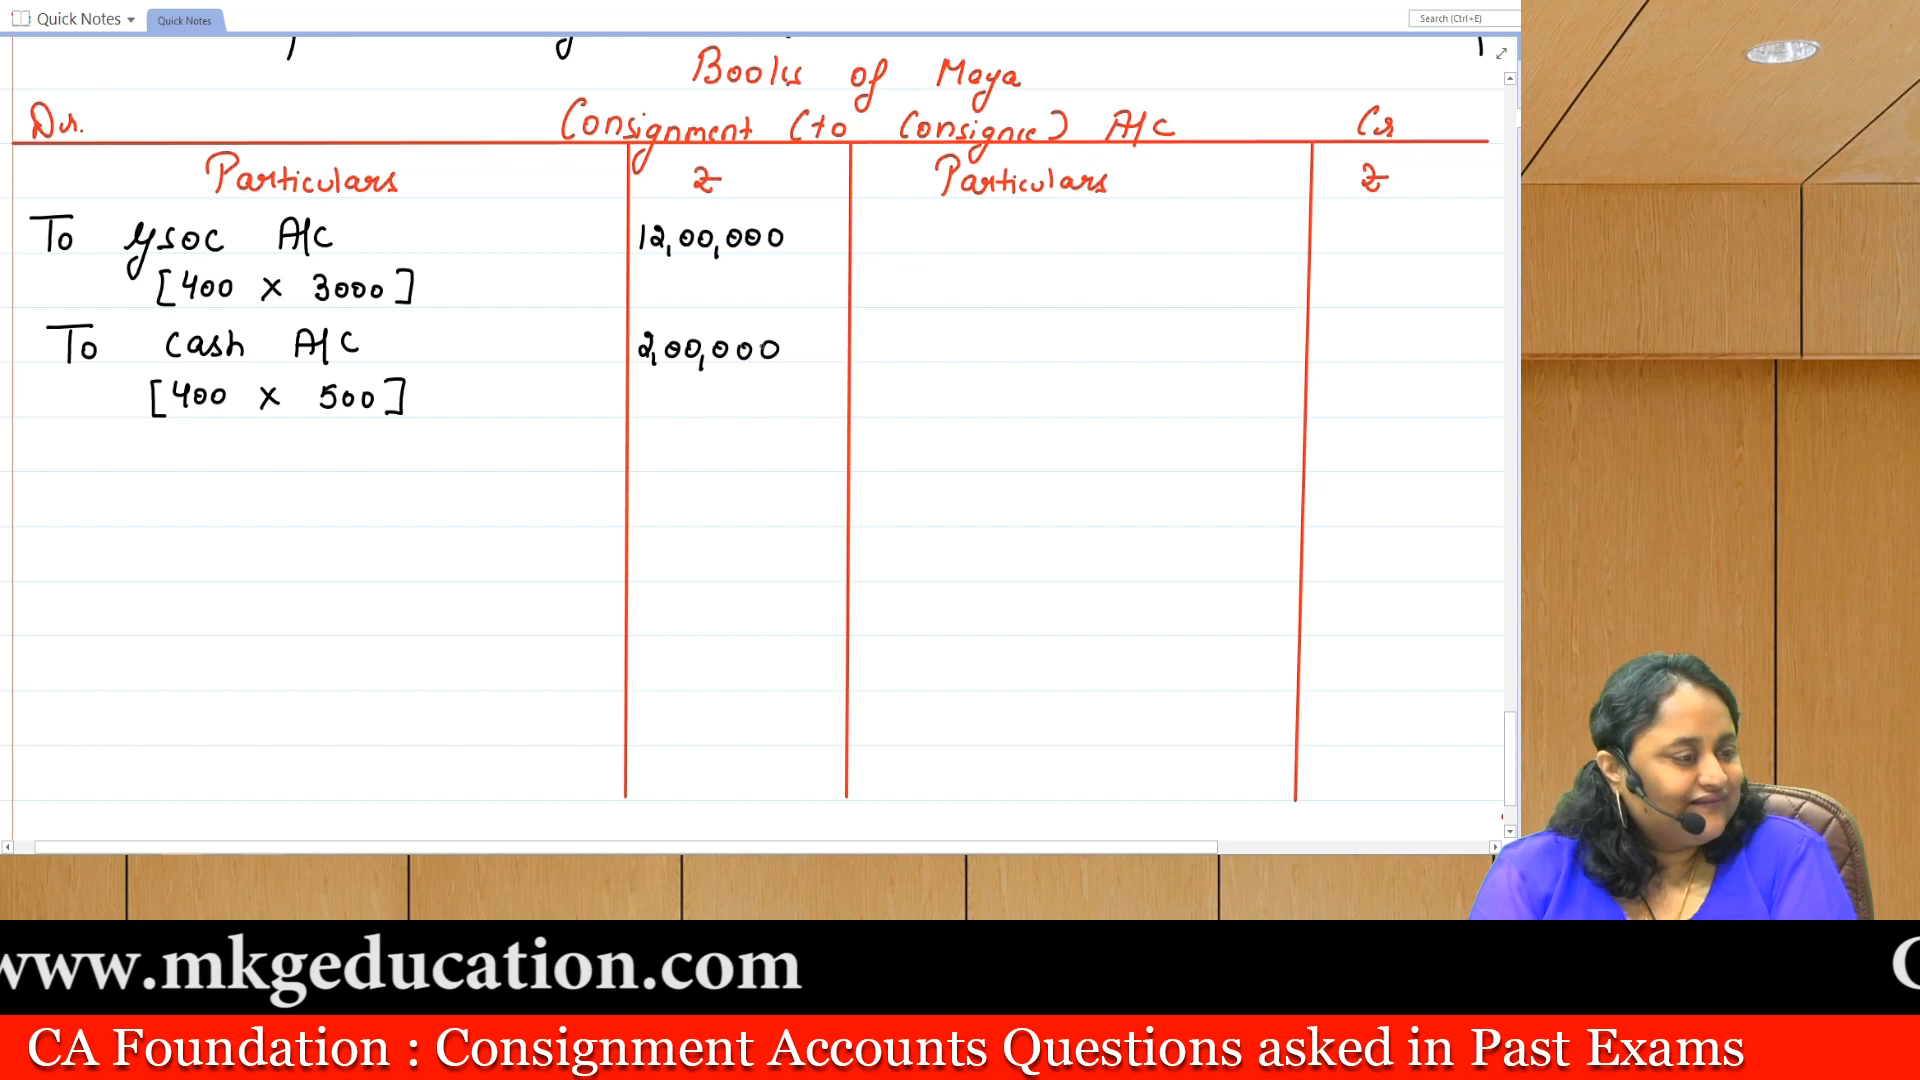 Quick Notes
Quick Notes
Search (Ctrl+E)
Books of Maya
Dr. Consignment (to Consignee) A/c Cr
Particulars ₹ Particulars ₹
To GSOC A/C 12,00,000
[400 × 3000]
To Cash A/C 2,00,000
[400 × 500]
www.mkgeducation.com
CA Foundation : Consignment Accounts Questions asked in Past Exams